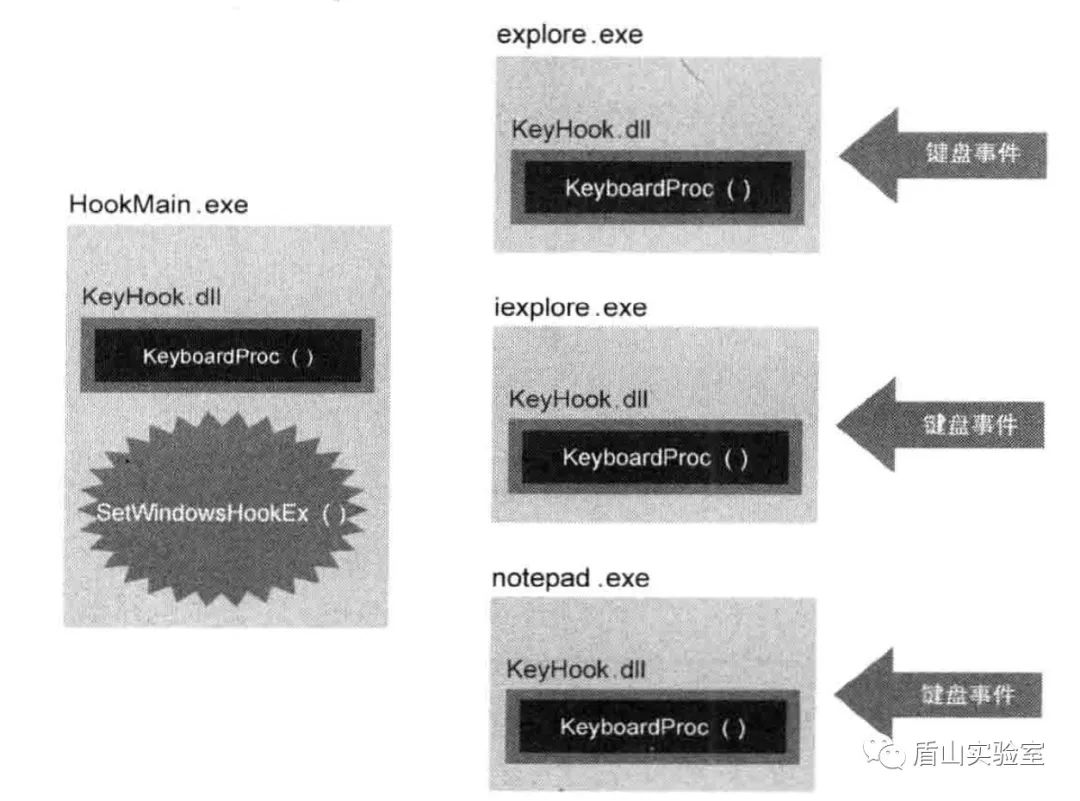 HookMain.exe
KeyHook.dll
KeyboardProc ( )
SetWindowsHookEx ( )
explore.exe
KeyHook.dll
KeyboardProc ( )
键盘事件
iexplore.exe
KeyHook.dll
KeyboardProc ( )
键盘事件
notepad.exe
KeyHook.dll
KeyboardProc ( )
键盘事件
盾山实验室